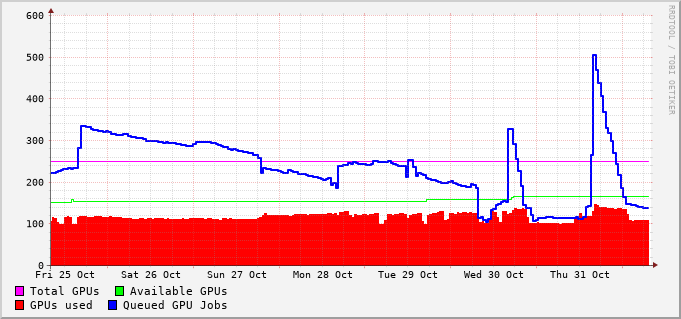 600
500
400
300
200
100
0
Fri 25 Oct Sat 26 Oct Sun 27 Oct Mon 28 Oct Tue 29 Oct Wed 30 Oct Thu 31 Oct
Total GPUs Available GPUs
GPUs used Queued GPU Jobs
RRDTOOL / TOBI OETIKER